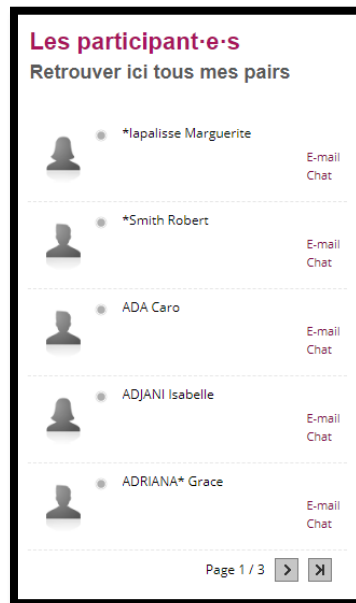 Les participant·e·s
Retrouver ici tous mes pairs
*lapalisse Marguerite
E-mail
Chat
*Smith Robert
E-mail
Chat
ADA Caro
E-mail
Chat
ADJANI Isabelle
E-mail
Chat
ADRIANA* Grace
E-mail
Chat
Page 1 / 3